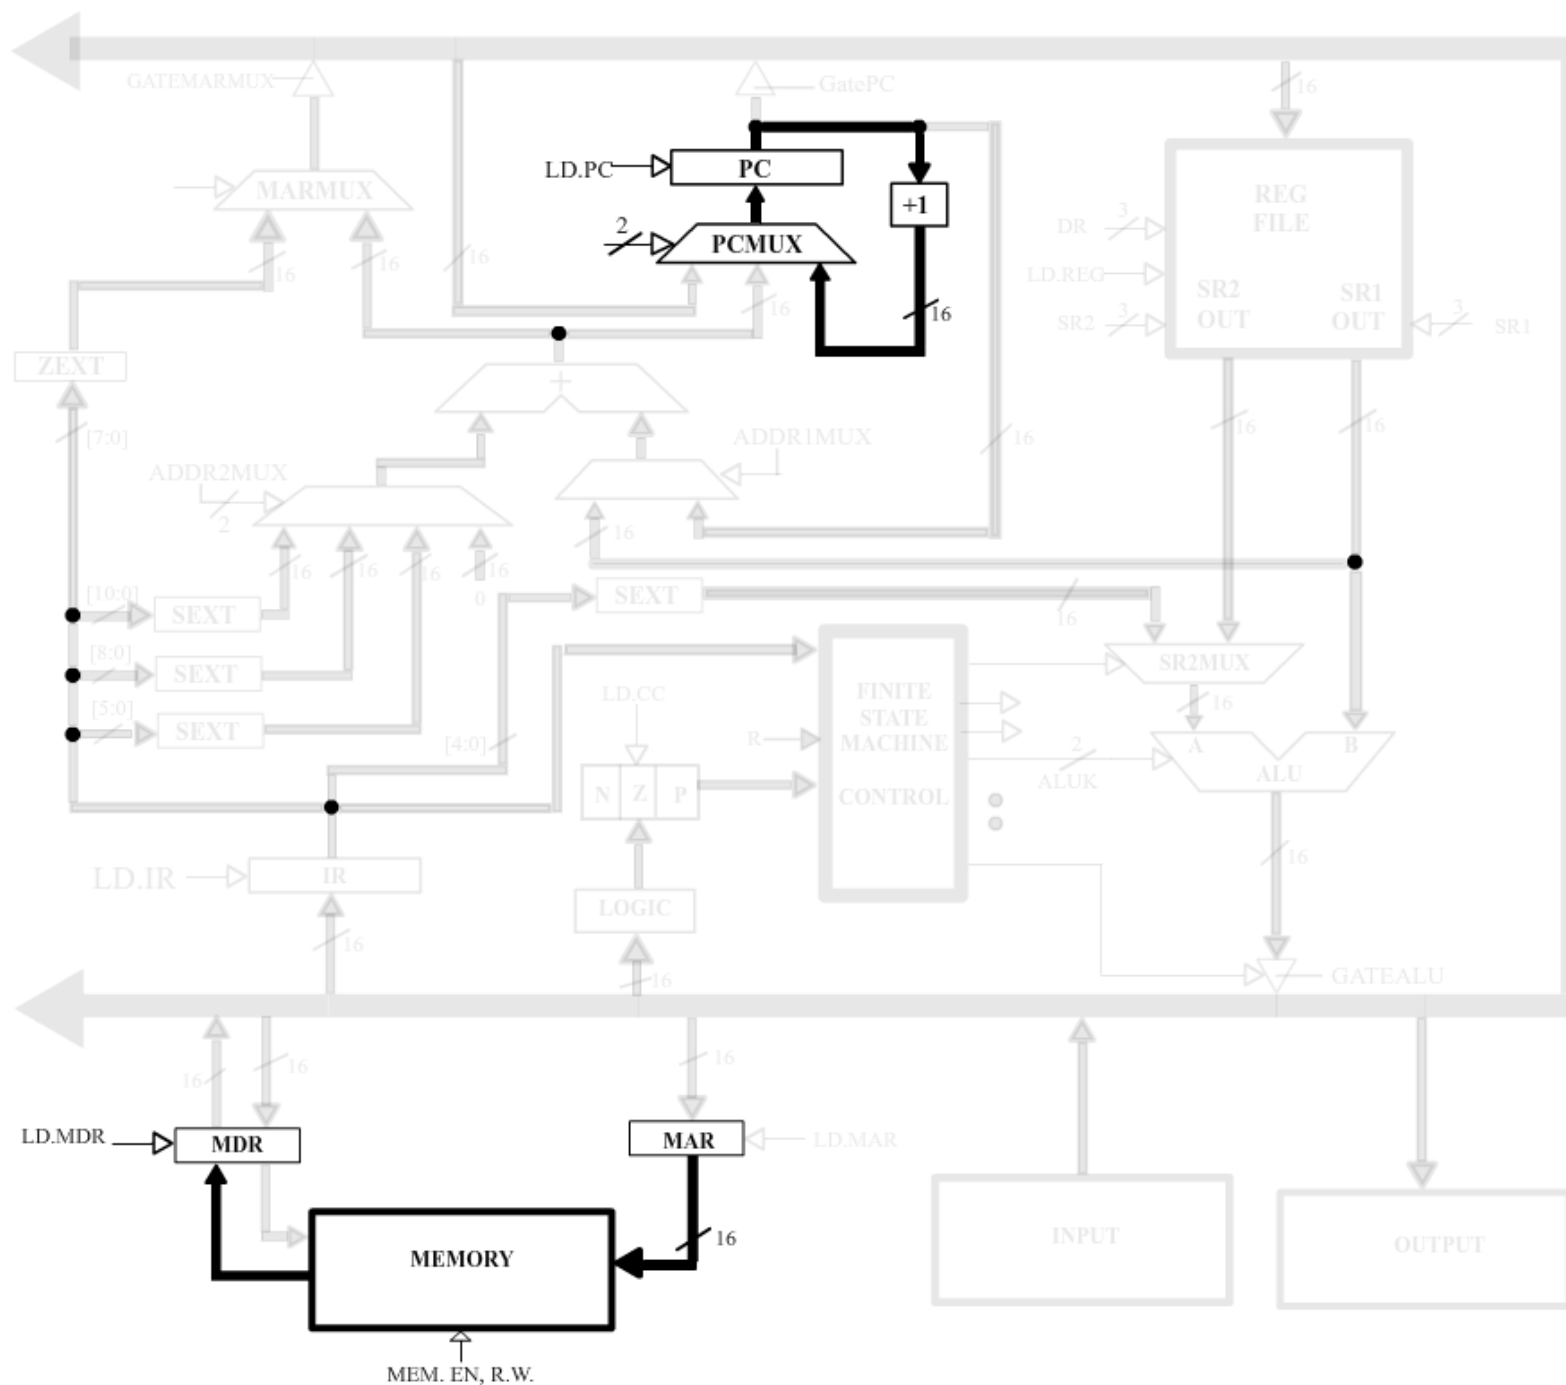 GATEMARMUX
GatePC
16
LD.PC
PC
MARMUX
+1
REG
FILE
DR
3
2
PCMUX
16
16
16
LD.REG
SR2
OUT
SR1
OUT
16
16
SR2
3
3
SR1
ZEXT
+
[7:0]
ADDR1MUX
16
16
16
ADDR2MUX
2
16
16
16
16
16
0
[10:0]
SEXT
SEXT
16
[8:0]
SEXT
SR2MUX
LD.CC
FINITE
STATE
MACHINE
CONTROL
16
[5:0]
SEXT
[4:0]
R
2
ALUK
A
B
ALU
N
Z
P
16
LD.IR
IR
LOGIC
16
16
GATEALU
16
16
16
LD.MDR
MDR
MAR
LD.MAR
16
MEMORY
INPUT
OUTPUT
MEM. EN, R.W.